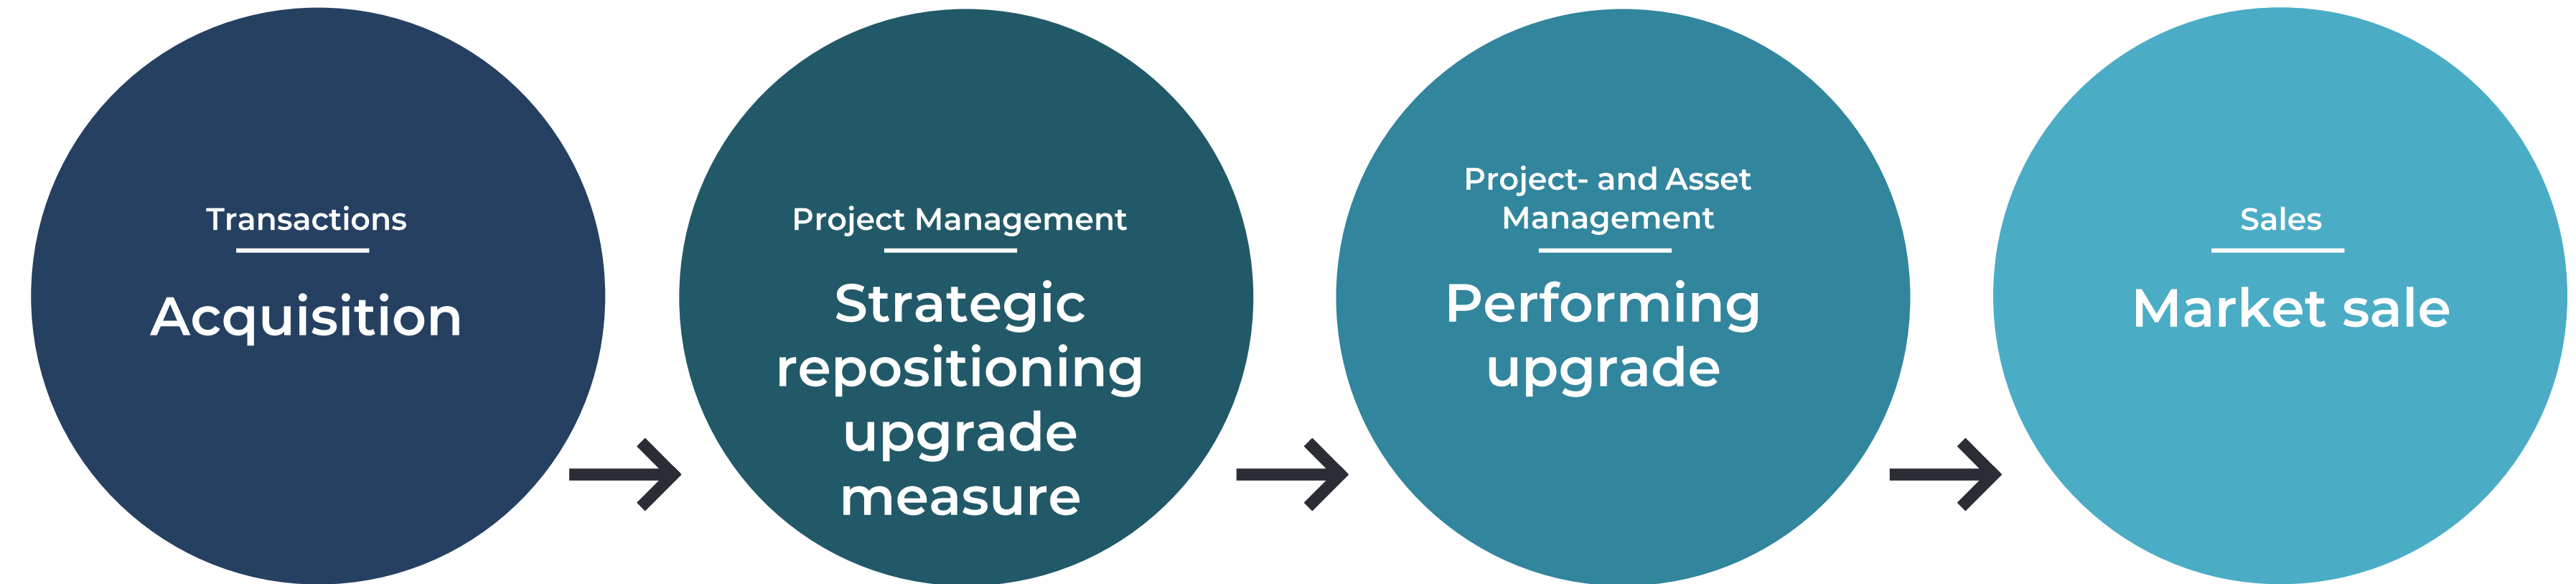 Transactions
Acquisition
Project Management
Strategic
repositioning
upgrade
measure
Project- and Asset
Management
Performing
upgrade
Sales
Market sale